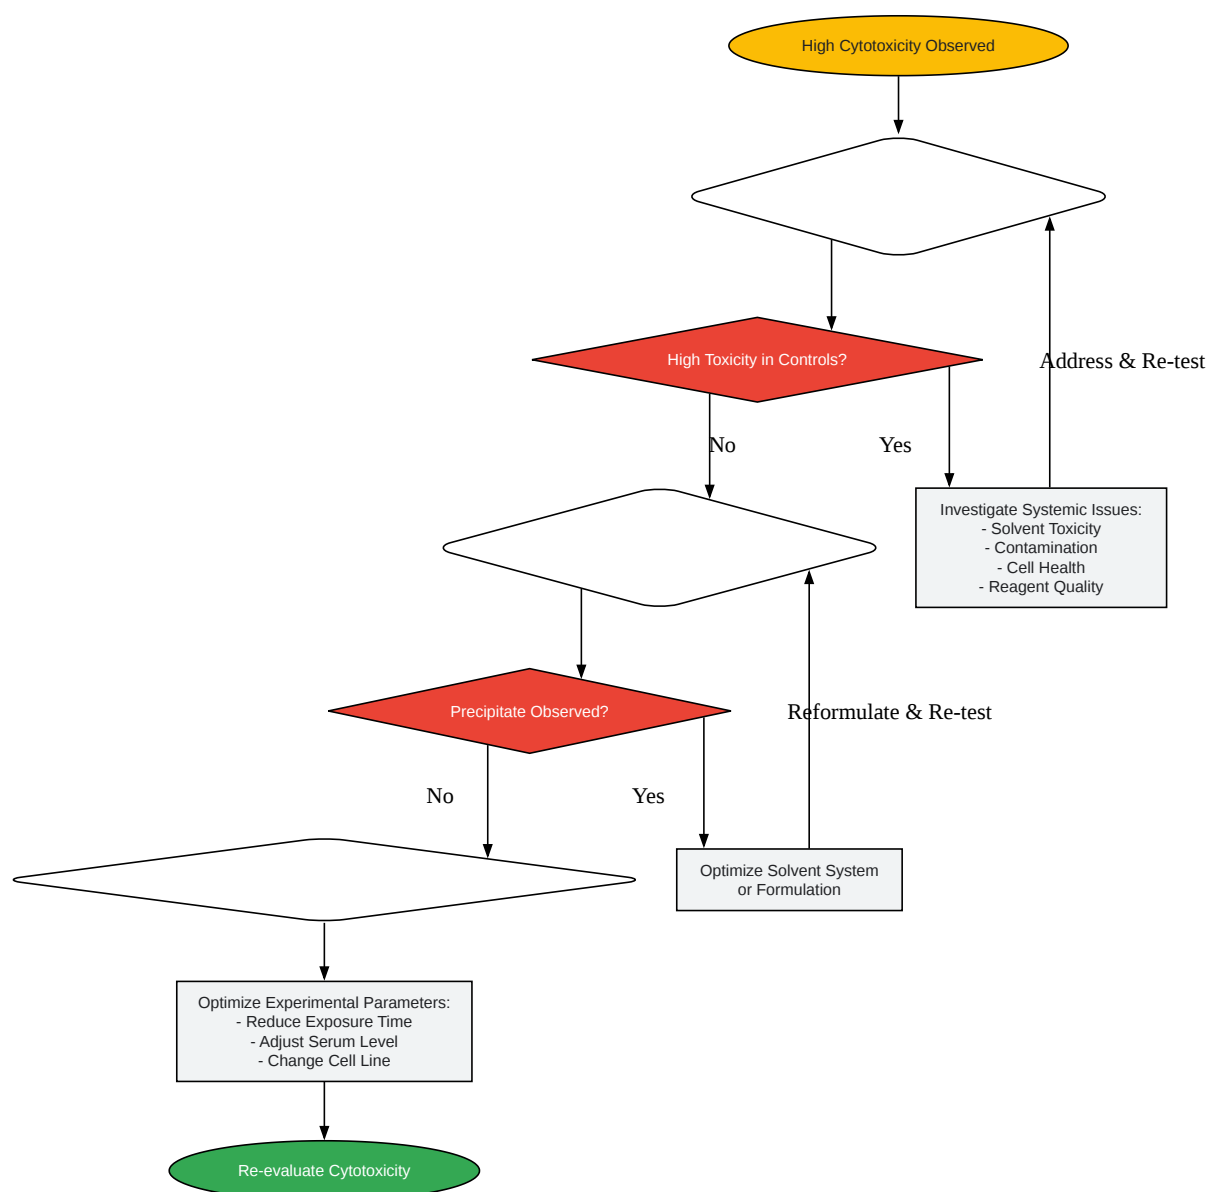 High Cytotoxicity Observed
High Toxicity in Controls?
Address & Re-test
No
Yes
Investigate Systemic Issues:
- Solvent Toxicity
- Contamination
- Cell Health
- Reagent Quality
Precipitate Observed?
Reformulate & Re-test
No
Yes
Optimize Solvent System
or Formulation
Optimize Experimental Parameters:
- Reduce Exposure Time
- Adjust Serum Level
- Change Cell Line
Re-evaluate Cytotoxicity